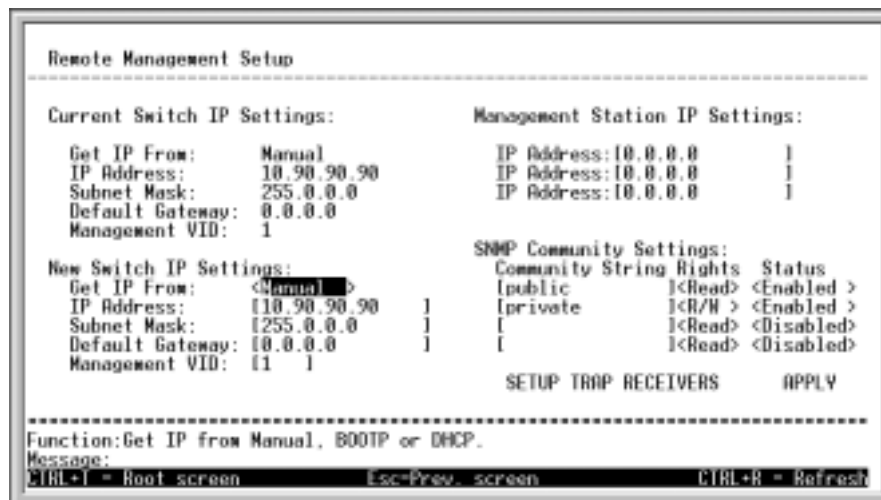 Remote Management Setup
Current Switch IP Settings:
Get IP From: Manual
IP Address: 10.90.90.90
Subnet Mask: 255.0.0.0
Default Gateway: 0.0.0.0
Management VID: 1
Management Station IP Settings:
IP Address:[0.0.0.0 ]
IP Address:[0.0.0.0 ]
IP Address:[0.0.0.0 ]
New Switch IP Settings:
Get IP From: <Manual >
IP Address: [10.90.90.90 ]
Subnet Mask: [255.0.0.0 ]
Default Gateway: [0.0.0.0 ]
Management VID: [1 ]
SNMP Community Settings:
Community String Rights Status
[public ]<Read> <Enabled >
[private ]<R/W > <Enabled >
[ ]<Read> <Disabled>
[ ]<Read> <Disabled>
SETUP TRAP RECEIVERS APPLY
Function:Get IP from Manual, BOOTP or DHCP.
Message:
CTRL+T = Root screen Esc=Prev. screen CTRL+R = Refresh